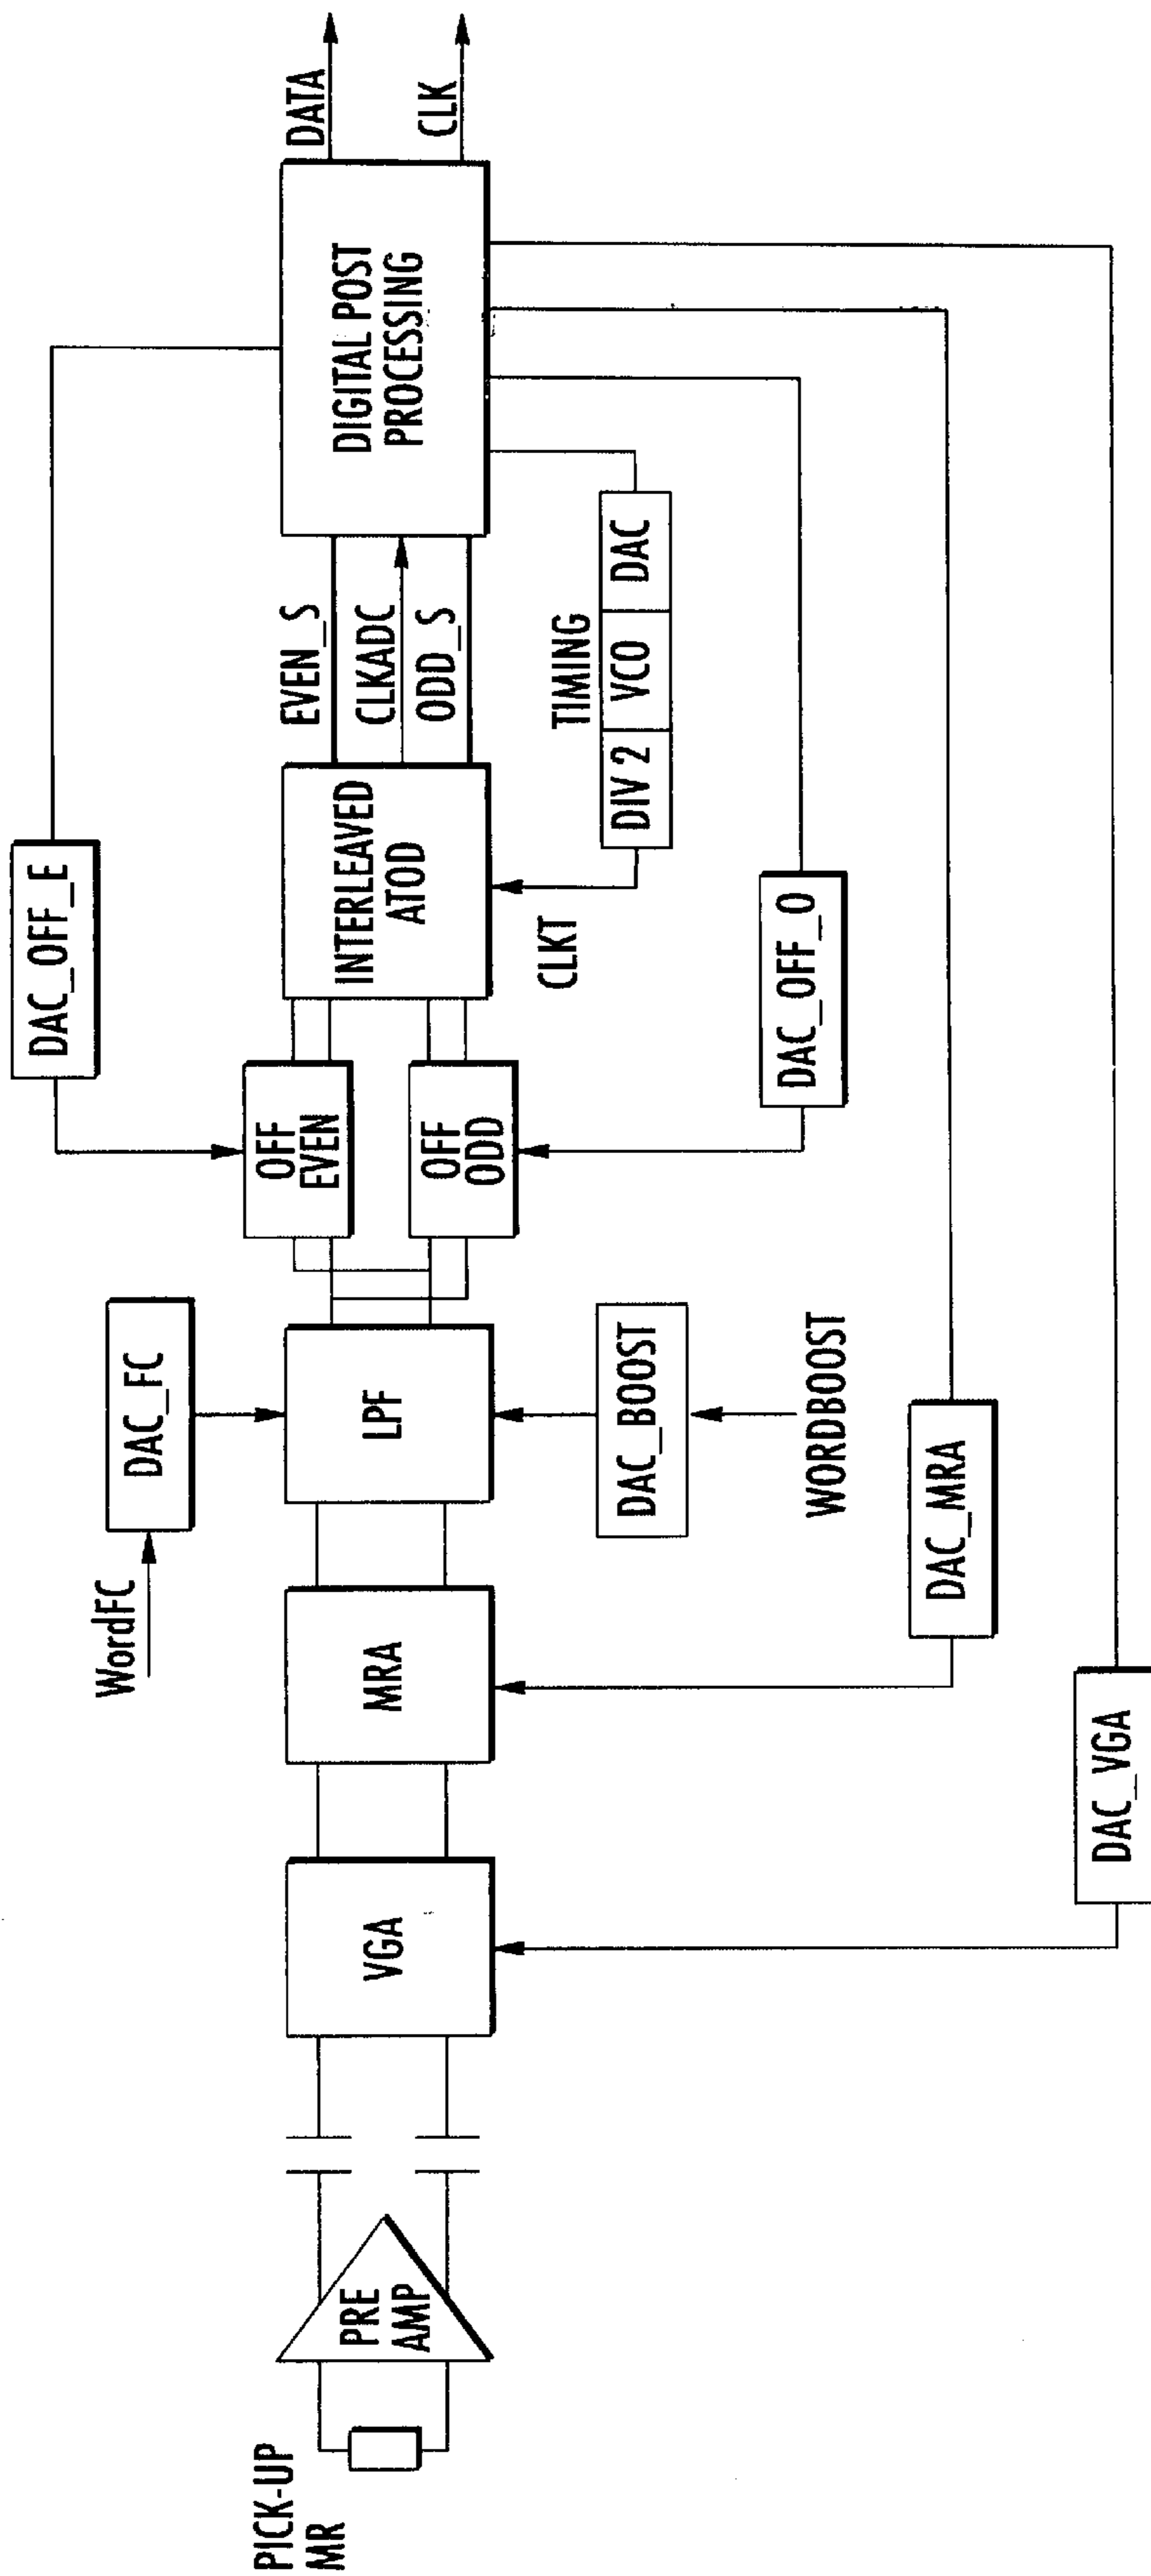 PICK-UP
MR
PRE
AMP
VGA
MRA
LPF
WordFC
DAC_FC
DAC_BOOST
WORDBOOST
OFF
EVEN
OFF
ODD
DAC_OFF_E
INTERLEAVED
ATOD
CLKT
TIMING
DIV 2
VCO
DAC
EVEN_S
CLKADC
ODD_S
DIGITAL POST
PROCESSING
DATA
CLK
DAC_OFF_O
DAC_MRA
DAC_VGA